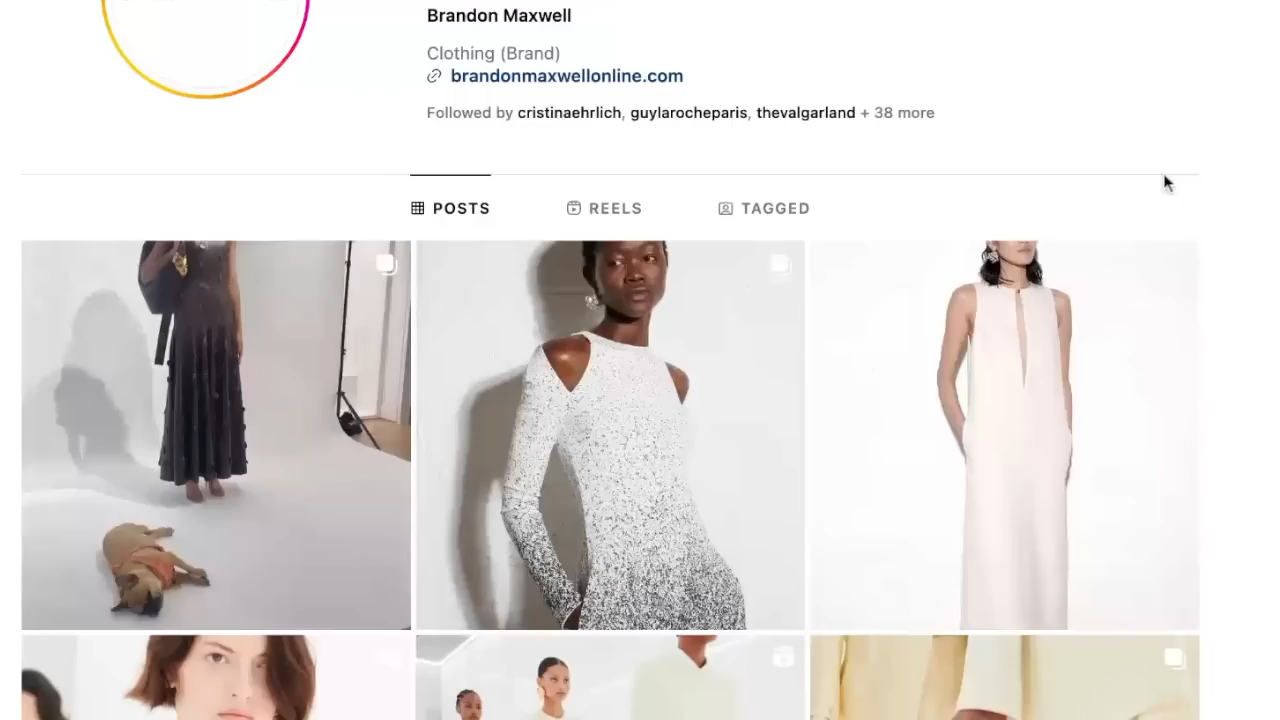 Brandon Maxwell
Clothing (Brand)
brandonmaxwellonline.com
Followed by cristinaehrlich, guylarocheparis, thevalgarland + 38 more
POSTS REELS TAGGED